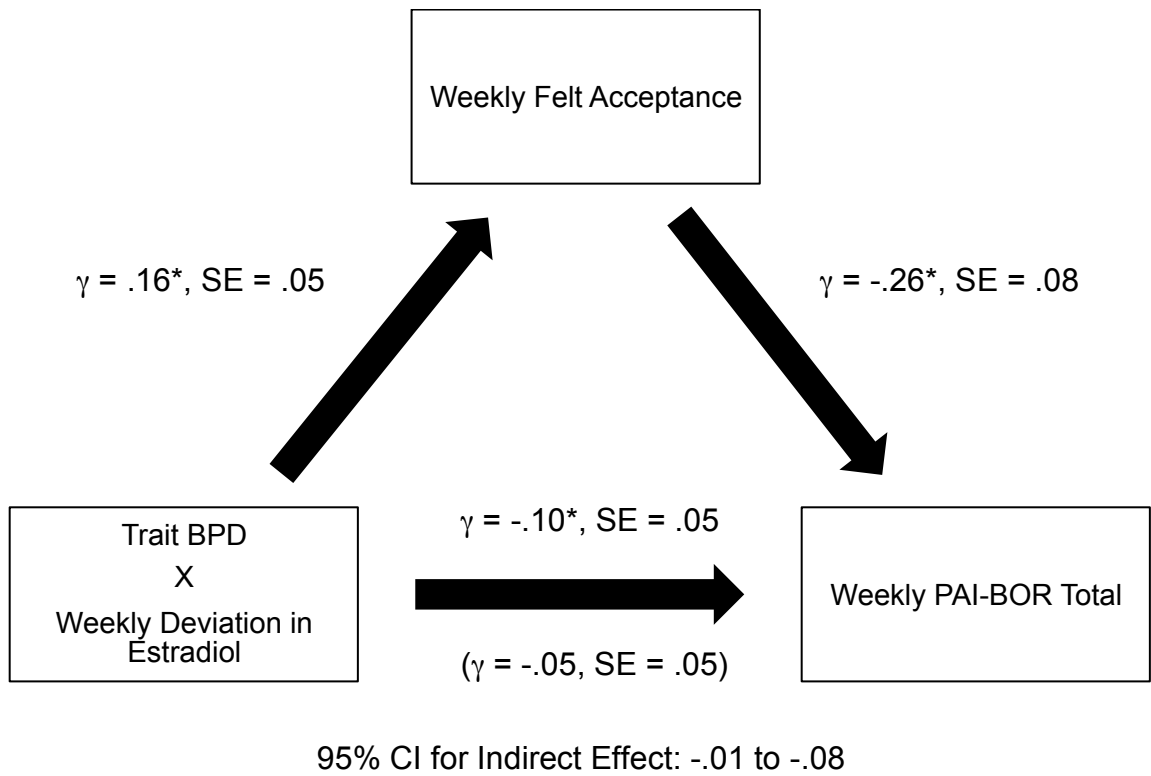 Weekly Felt Acceptance
γ = .16*, SE = .05
γ = -.26*, SE = .08
Trait BPD
X
Weekly Deviation in
Estradiol
γ = -.10*, SE = .05
(γ = -.05, SE = .05)
Weekly PAI-BOR Total
95% CI for Indirect Effect: -.01 to -.08